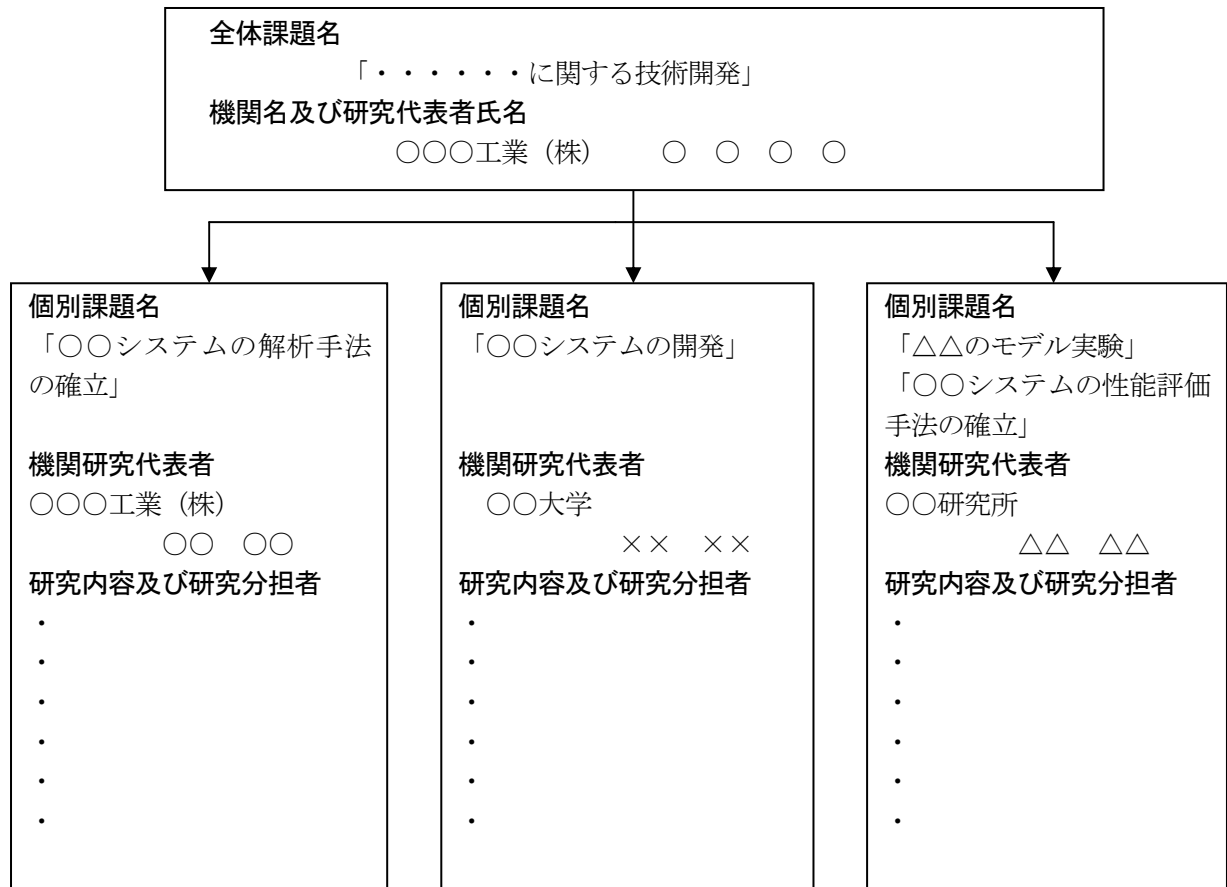 全体課題名
「・・・・・・に関する技術開発」
機関名及び研究代表者氏名
○○○工業（株）　　○　○　○　○
個別課題名
「○○システムの解析手法
の確立」
機関研究代表者
○○○工業（株）
○○　○○
研究内容及び研究分担者
・
・
・
・
・
・
個別課題名
「○○システムの開発」
機関研究代表者
○○大学
××　××
研究内容及び研究分担者
・
・
・
・
・
・
個別課題名
「△△のモデル実験」
「○○システムの性能評価
手法の確立」
機関研究代表者
○○研究所
△△　△△
研究内容及び研究分担者
・
・
・
・
・
・